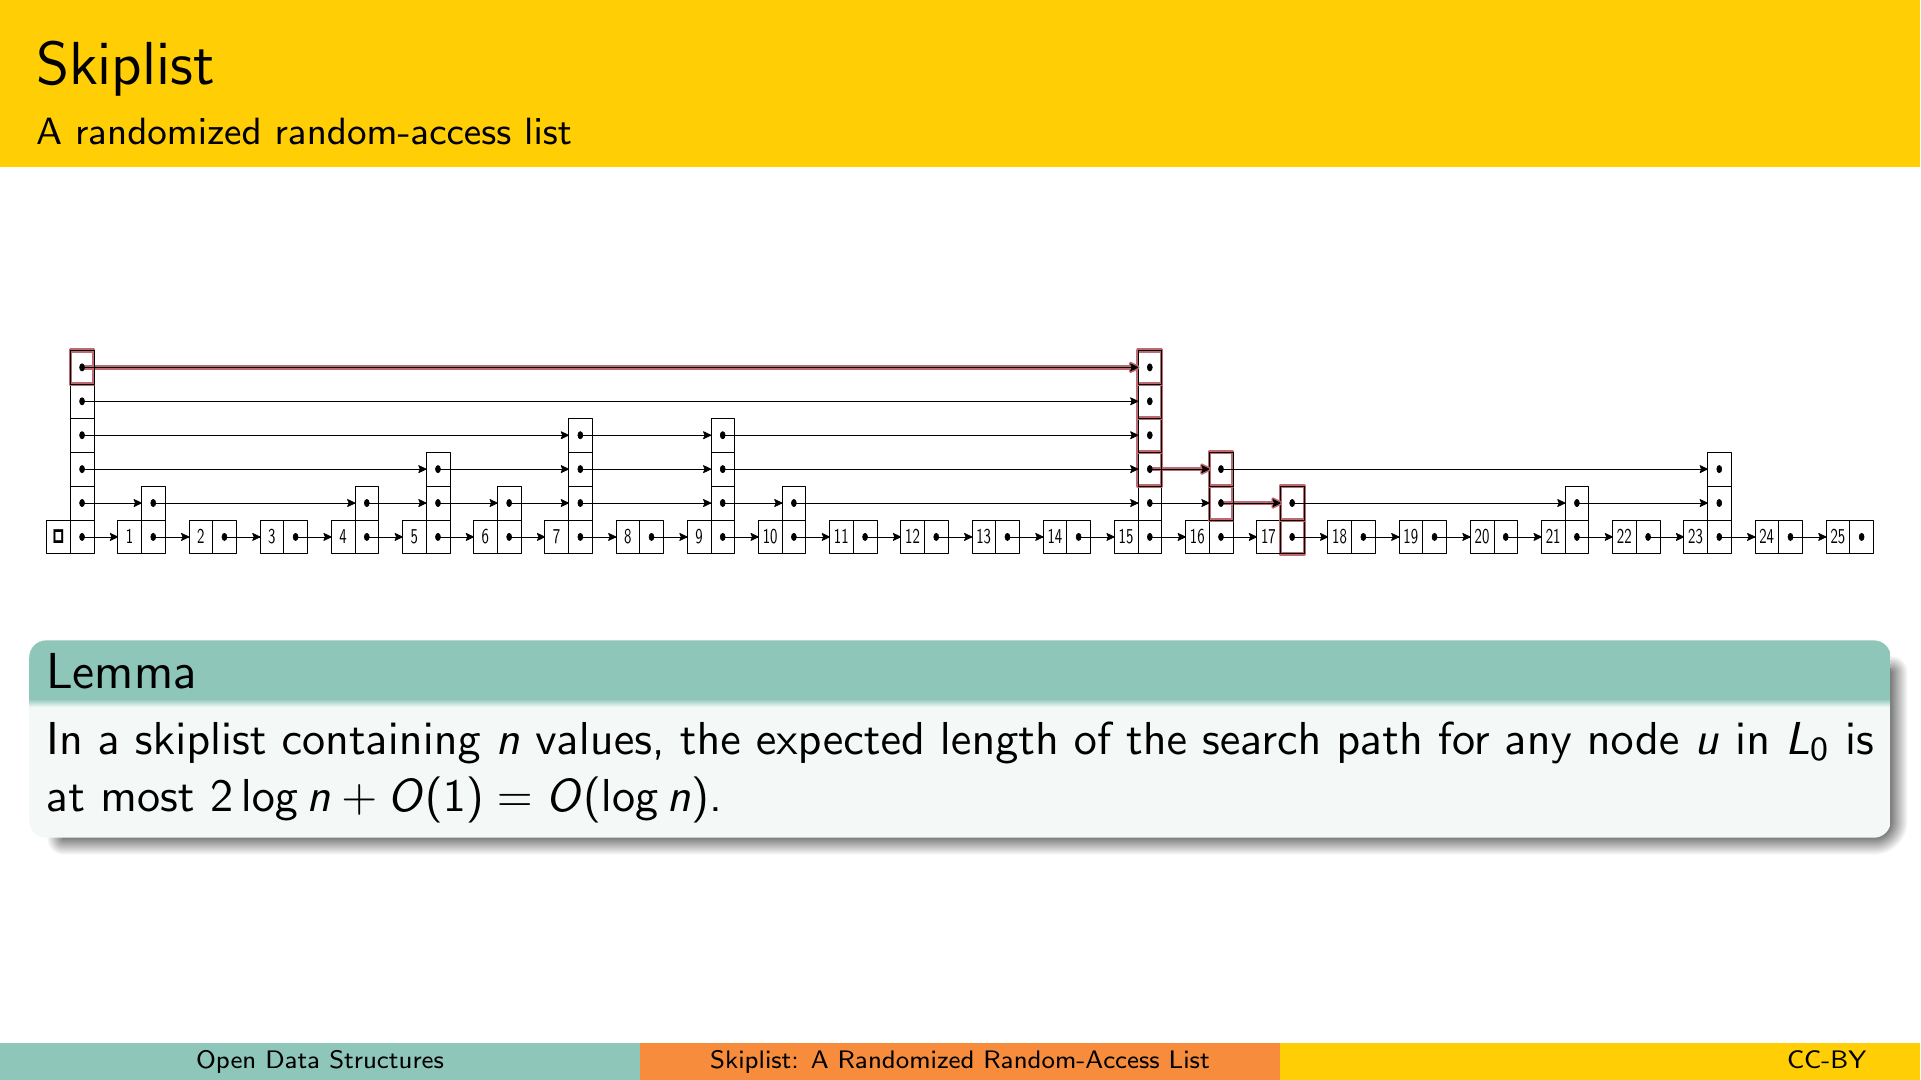 Skiplist
A randomized random-access list
1 2 3 4 5 6 7 8 9 10 11 12 13 14 15 16 17 18 19 20 21 22 23 24 25
Lemma
In a skiplist containing n values, the expected length of the search path for any node u in L₀ is
at most 2 log n + O(1) = O(log n).
Open Data Structures Skiplist: A Randomized Random-Access List CC-BY